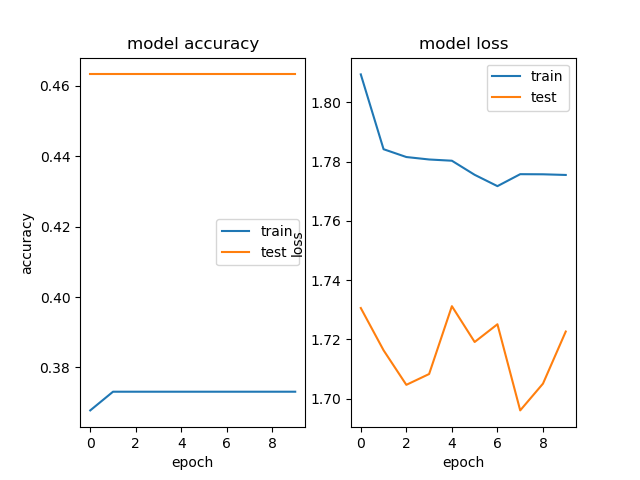 model accuracy
0.46
0.44
0.42
0.40
0.38
accuracy
train
test
0 2 4 6 8
epoch
model loss
1.80
1.78
1.76
1.74
1.72
1.70
loss
train
test
0 2 4 6 8
epoch